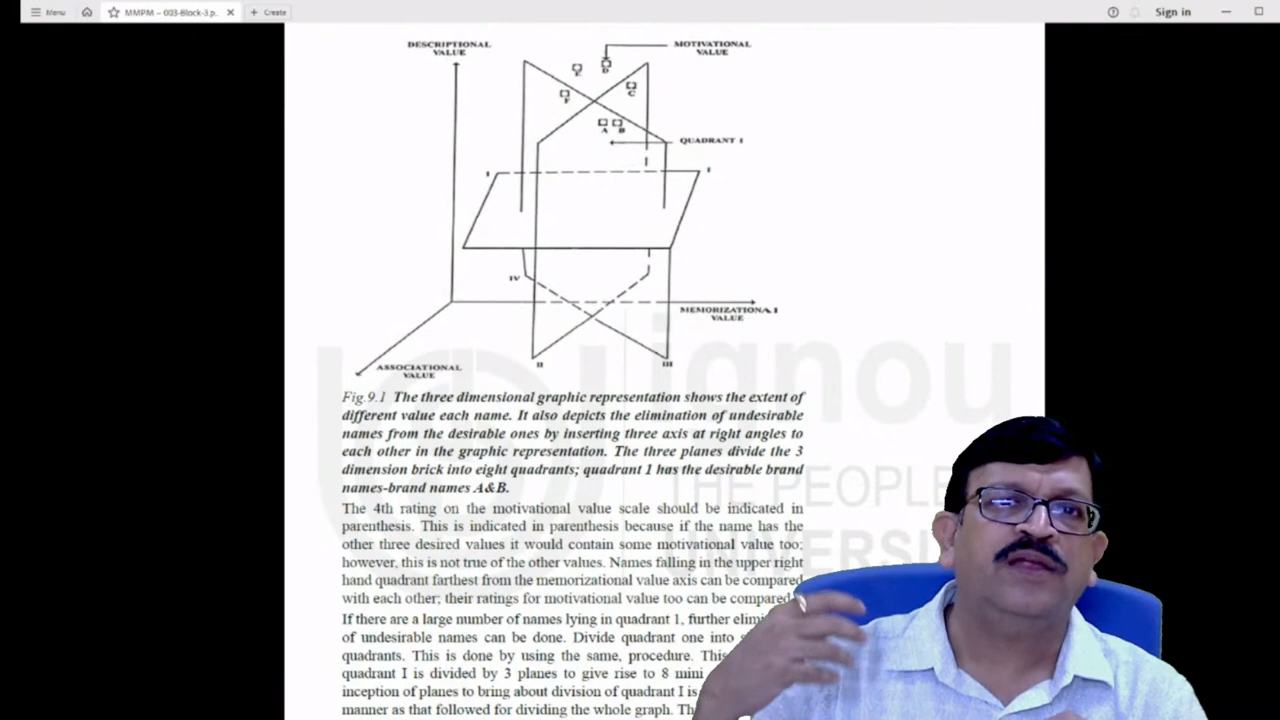 Menu
MMPM – 003-Block-3.p..
Create
Sign in
DESCRIPTIONAL
VALUE
MOTIVATIONAL
VALUE
E
D
C
F
A
B
QUADRANT I
I
I
I
IV
MEMORIZATIONAL
VALUE
ASSOCIATIONAL
VALUE
II
III
ignou
THE PEOPLE
UNIVERSI
Fig.9.1 The three dimensional graphic representation shows the extent of
different value each name. It also depicts the elimination of undesirable
names from the desirable ones by inserting three axis at right angles to
each other in the graphic representation. The three planes divide the 3
dimension brick into eight quadrants; quadrant 1 has the desirable brand
names-brand names A&B.
The 4th rating on the motivational value scale should be indicated in
parenthesis. This is indicated in parenthesis because if the name has the
other three desired values it would contain some motivational value too;
however, this is not true of the other values. Names falling in the upper right
hand quadrant farthest from the memorizational value axis can be compared
with each other; their ratings for motivational value too can be compared
If there are a large number of names lying in quadrant 1, further elim
of undesirable names can be done. Divide quadrant one into
quadrants. This is done by using the same, procedure. This
quadrant I is divided by 3 planes to give rise to 8 mini
inception of planes to bring about division of quadrant I is
manner as that followed for dividing the whole graph. Th